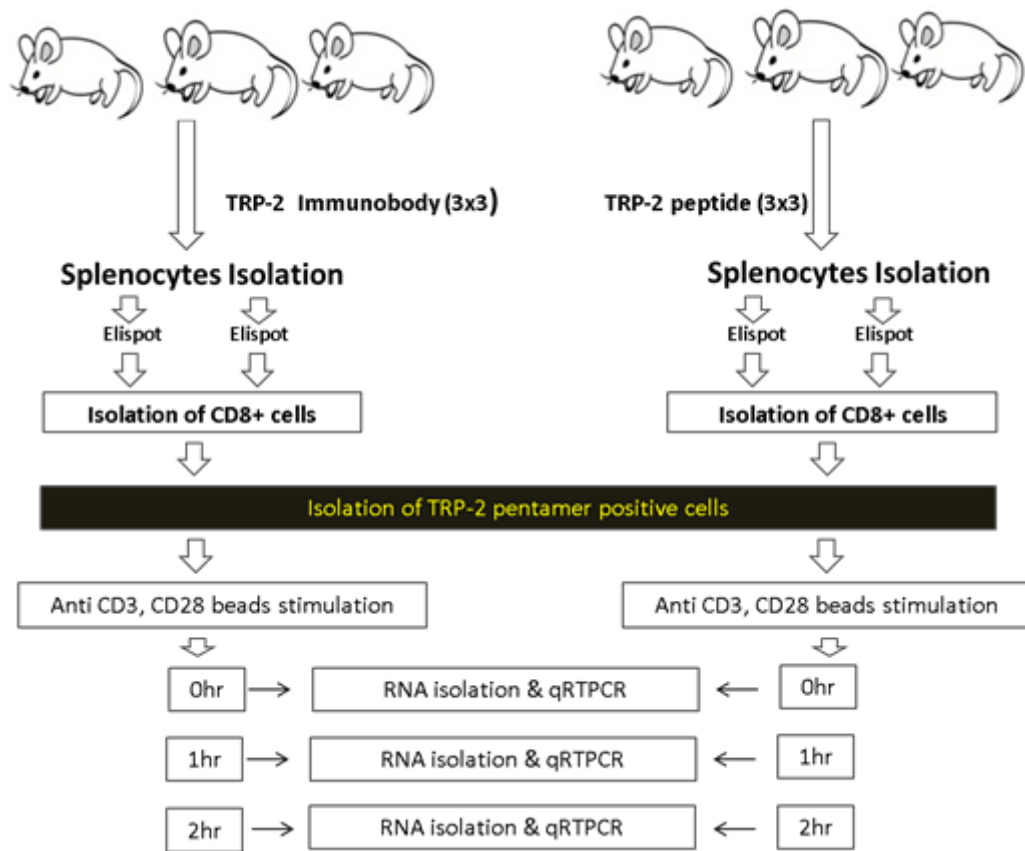 TRP-2 Immunobody (3x3)
TRP-2 peptide (3x3)
Splenocytes Isolation
Splenocytes Isolation
Elispot
Elispot
Elispot
Elispot
Isolation of CD8+ cells
Isolation of CD8+ cells
Isolation of TRP-2 pentamer positive cells
Anti CD3, CD28 beads stimulation
Anti CD3, CD28 beads stimulation
0hr
RNA isolation & qRTPCR
0hr
1hr
RNA isolation & qRTPCR
1hr
2hr
RNA isolation & qRTPCR
2hr